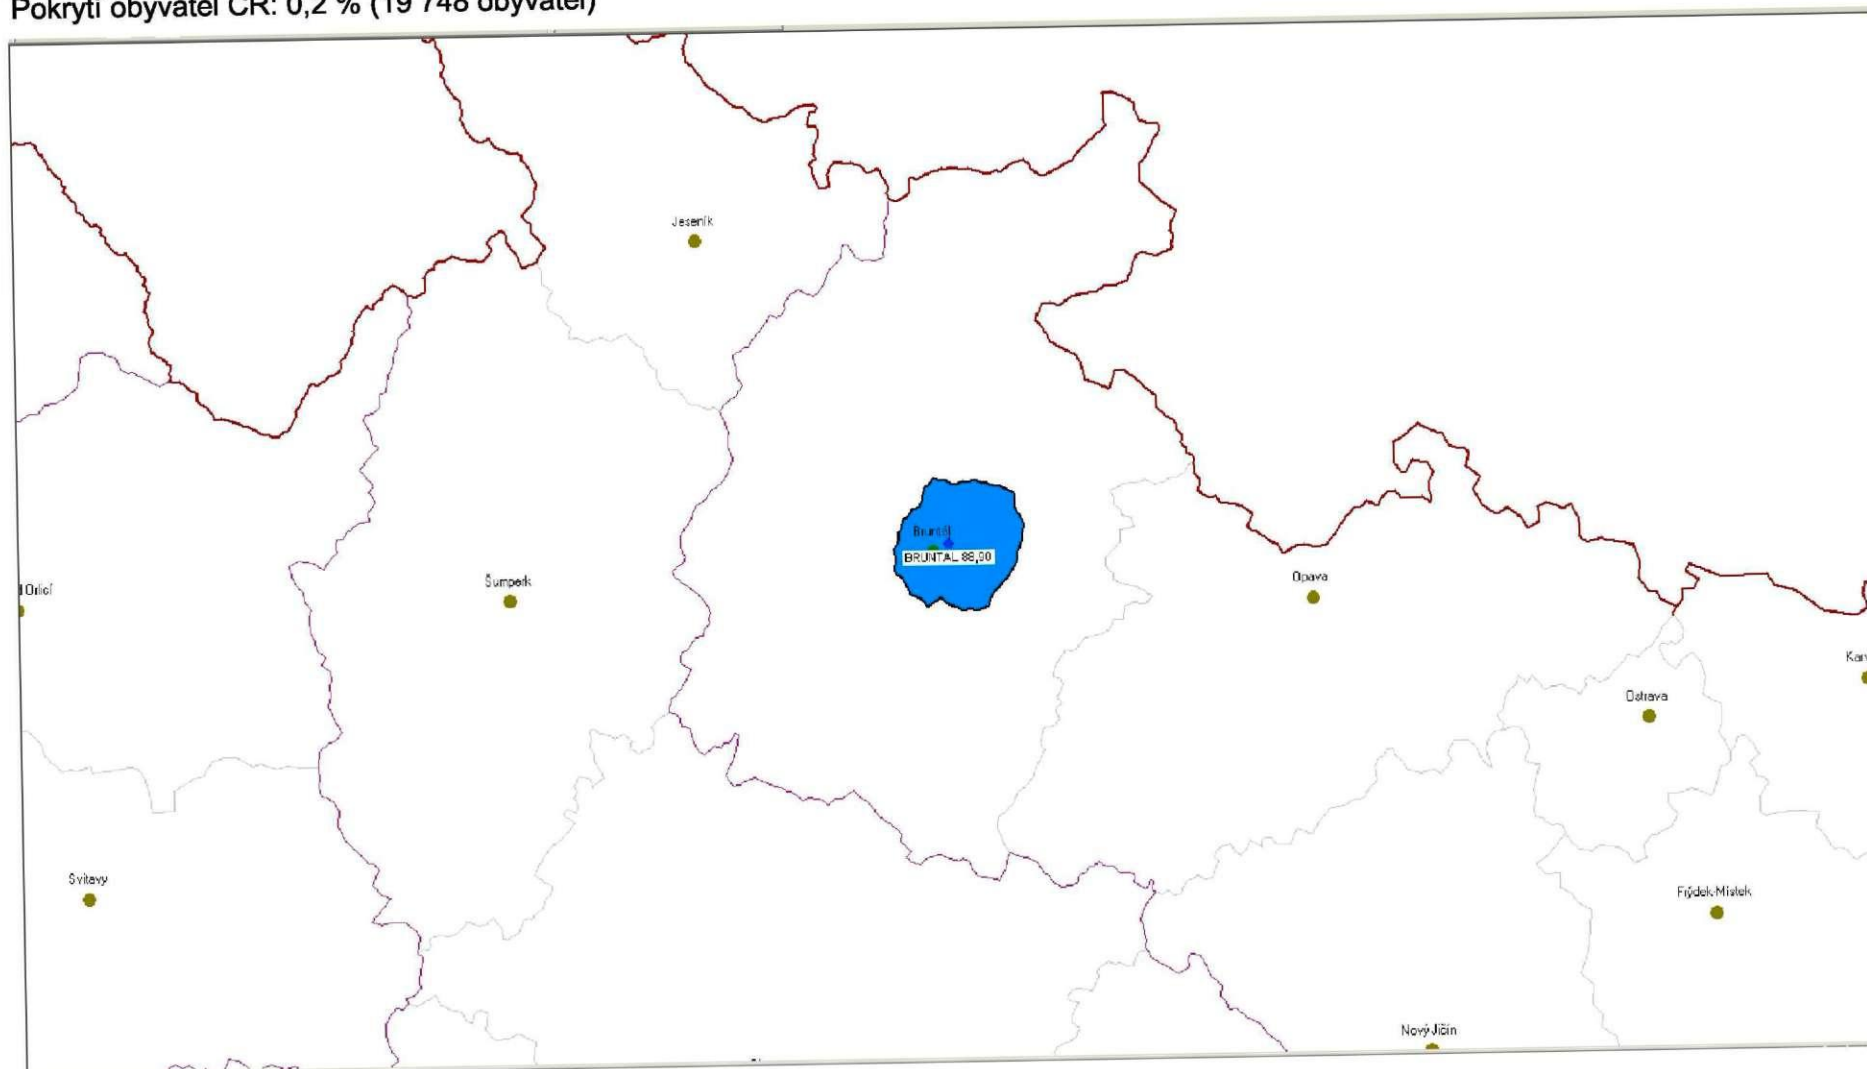 Pokrytí obyvatel ČR: 0,2 % (19 748 obyvatel)
Jeseník
Bruntál
BRUNTAL 88,90
Šumperk
Opava
Orlicí
Ostrava
Svitavy
Frýdek-Místek
Nový Jičín